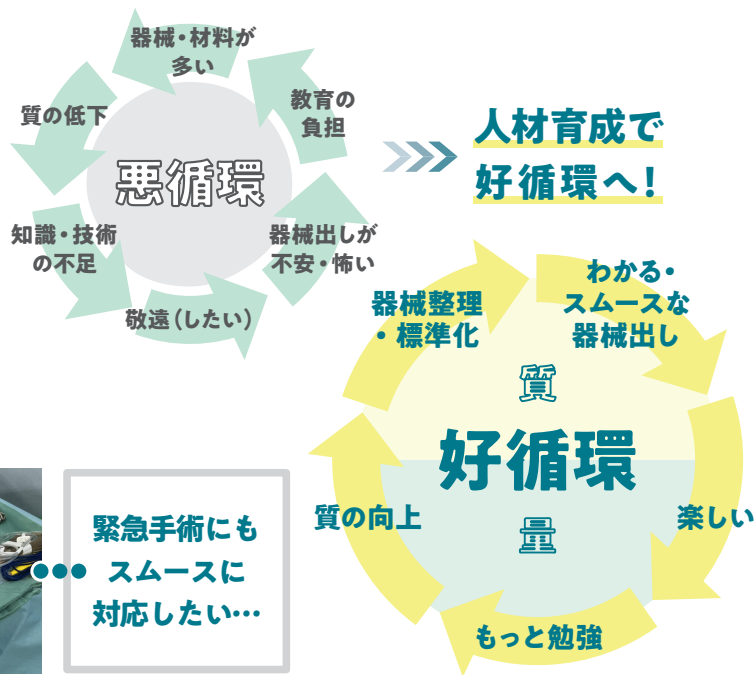 器械・材料が
多い
教育の
負担
質の低下
悪循環
知識・技術
の不足
器械出しが
不安・怖い
敬遠（したい）
人材育成で
好循環へ！
わかる・
スムースな
器械出し
器械整理
・標準化
質
好循環
量
質の向上
楽しい
もっと勉強
緊急手術にも
スムースに
対応したい…